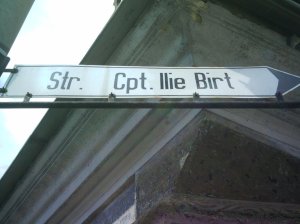 Str. Cpt. Ilie Birt